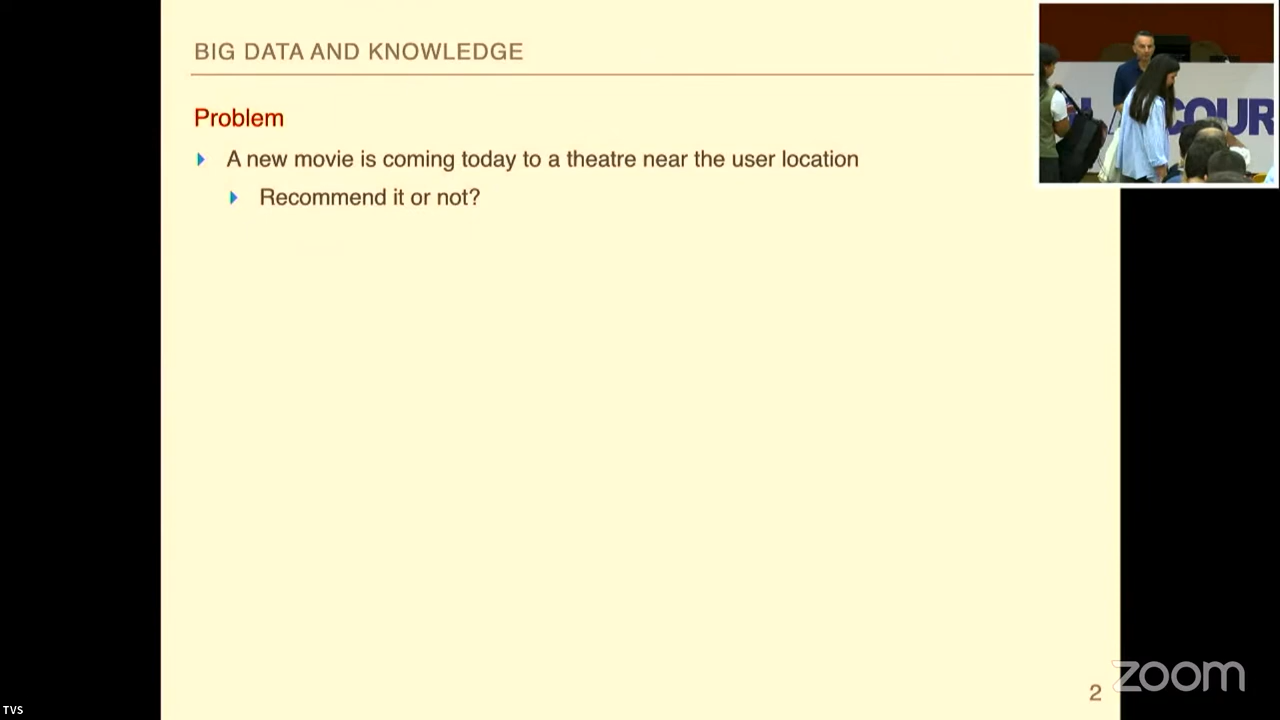 BIG DATA AND KNOWLEDGE
Problem
A new movie is coming today to a theatre near the user location
Recommend it or not?
COUR
2
zoom
TVS